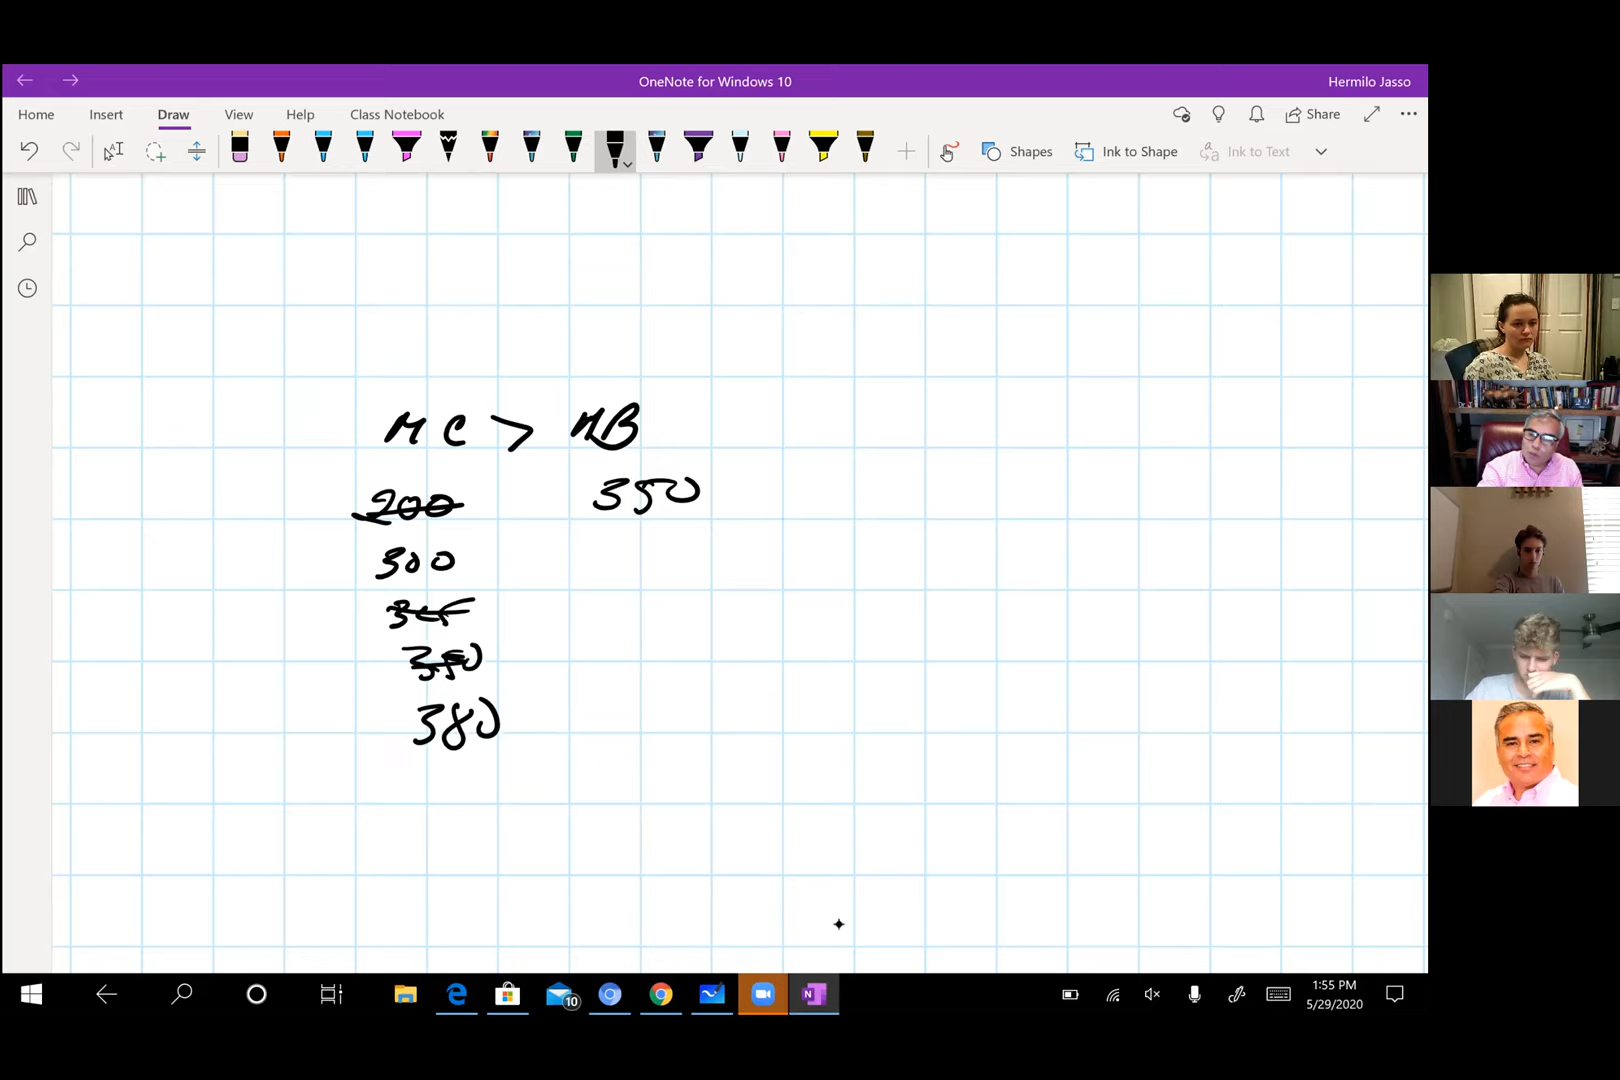 OneNote for Windows 10
Hermilo Jasso
Home Insert Draw View Help Class Notebook
Share
Shapes Ink to Shape Ink to Text
MC > MB
200 350
300
350
380
10
1:55 PM
5/29/2020